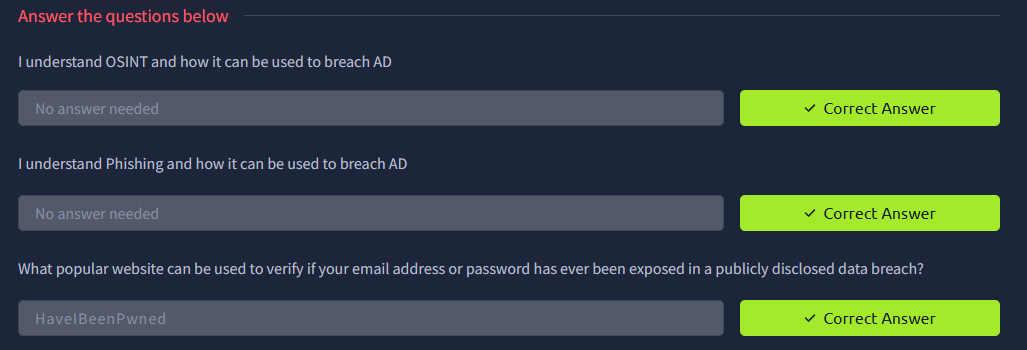 Answer the questions below
I understand OSINT and how it can be used to breach AD
No answer needed
Correct Answer
I understand Phishing and how it can be used to breach AD
No answer needed
Correct Answer
What popular website can be used to verify if your email address or password has ever been exposed in a publicly disclosed data breach?
HaveIBeenPwned
Correct Answer